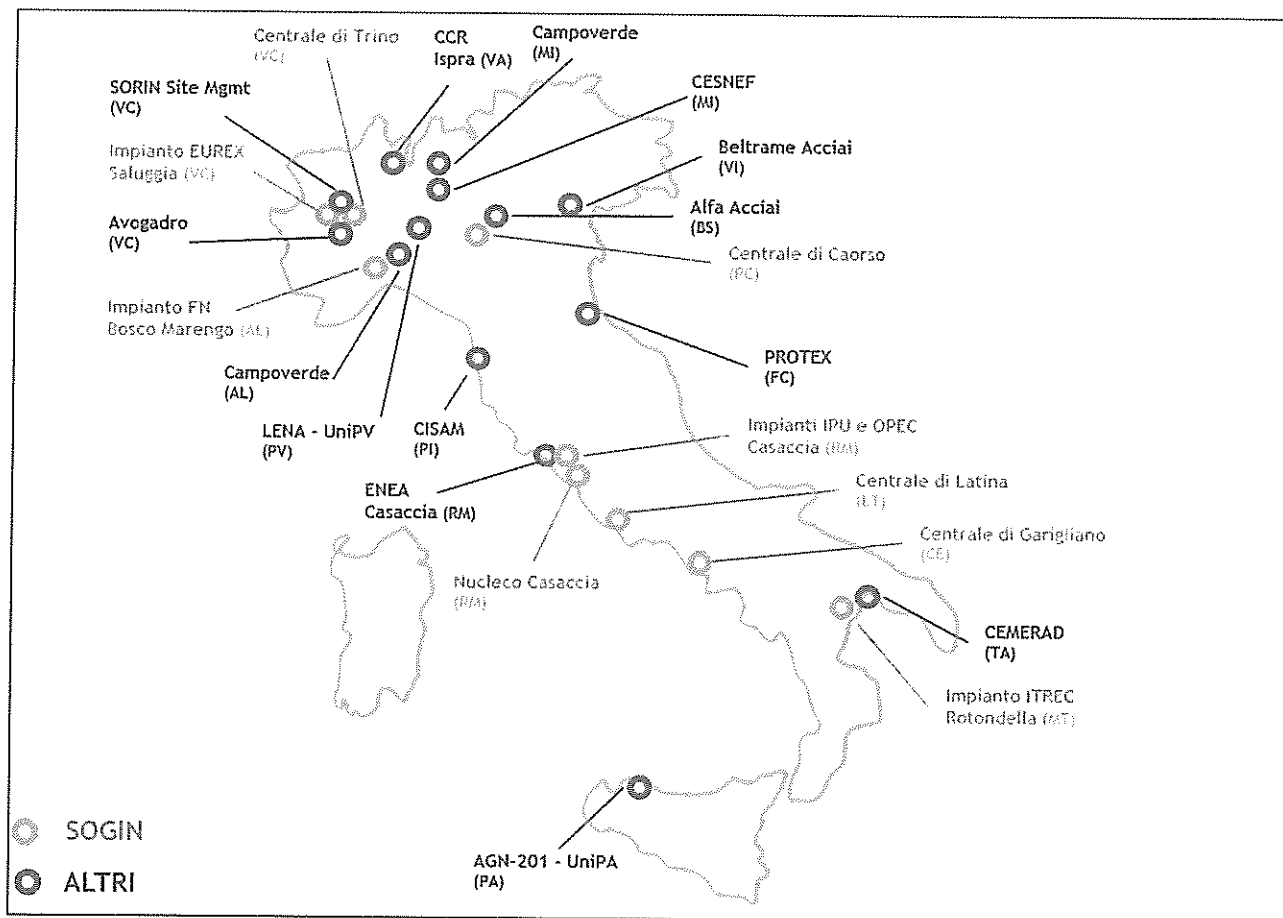 Centrale di Trino
(VC)
CCR
Ispra (VA)
Campoverde
(MI)
SORIN Site Mgmt
(VC)
CESNEF
(MI)
Impianto EUREX
Saluggia (VC)
Beltrame Acciai
(VI)
Avogadro
(VC)
Alfa Acciai
(BS)
Centrale di Caorso
(PC)
Impianto FN
Bosco Marengo (AL)
PROTEX
(FC)
Campoverde
(AL)
LENA - UniPV
(PV)
CISAM
(PI)
Impianti IPU e OPEC
Casaccia (RM)
ENEA
Casaccia (RM)
Centrale di Latina
(LT)
Centrale di Garigliano
(CE)
Nucleco Casaccia
(RM)
CEMERAD
(TA)
Impianto ITREC
Rotondella (MT)
SOGIN
AGN-201 - UniPA
(PA)
ALTRI